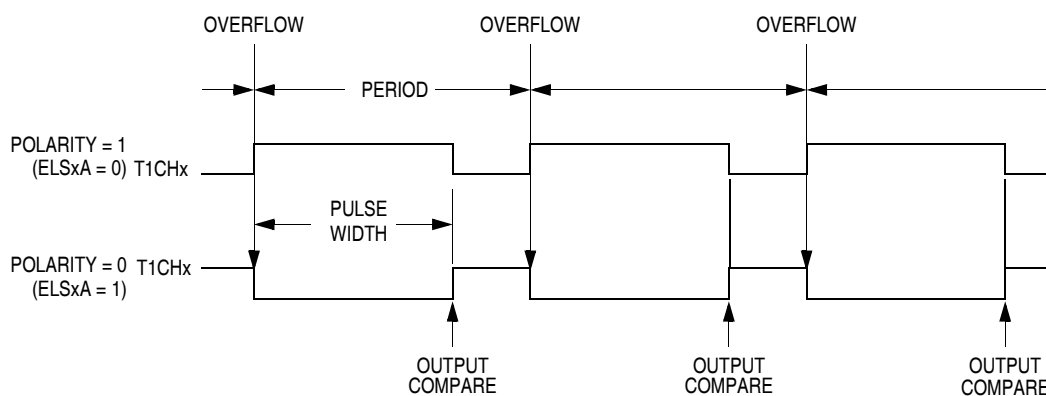 OVERFLOW
OVERFLOW
OVERFLOW
PERIOD
POLARITY = 1
(ELSxA = 0)
T1CHx
PULSE
WIDTH
POLARITY = 0
T1CHx
(ELSxA = 1)
OUTPUT
COMPARE
OUTPUT
COMPARE
OUTPUT
COMPARE